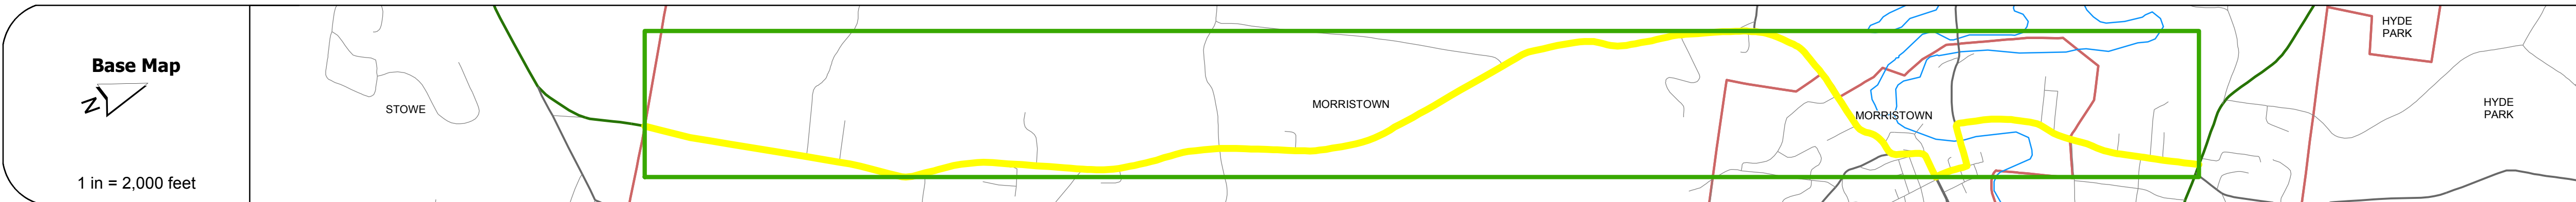 Base Map
N
1 in = 2,000 feet
STOWE
MORRISTOWN
MORRISTOWN
HYDE
PARK
HYDE
PARK